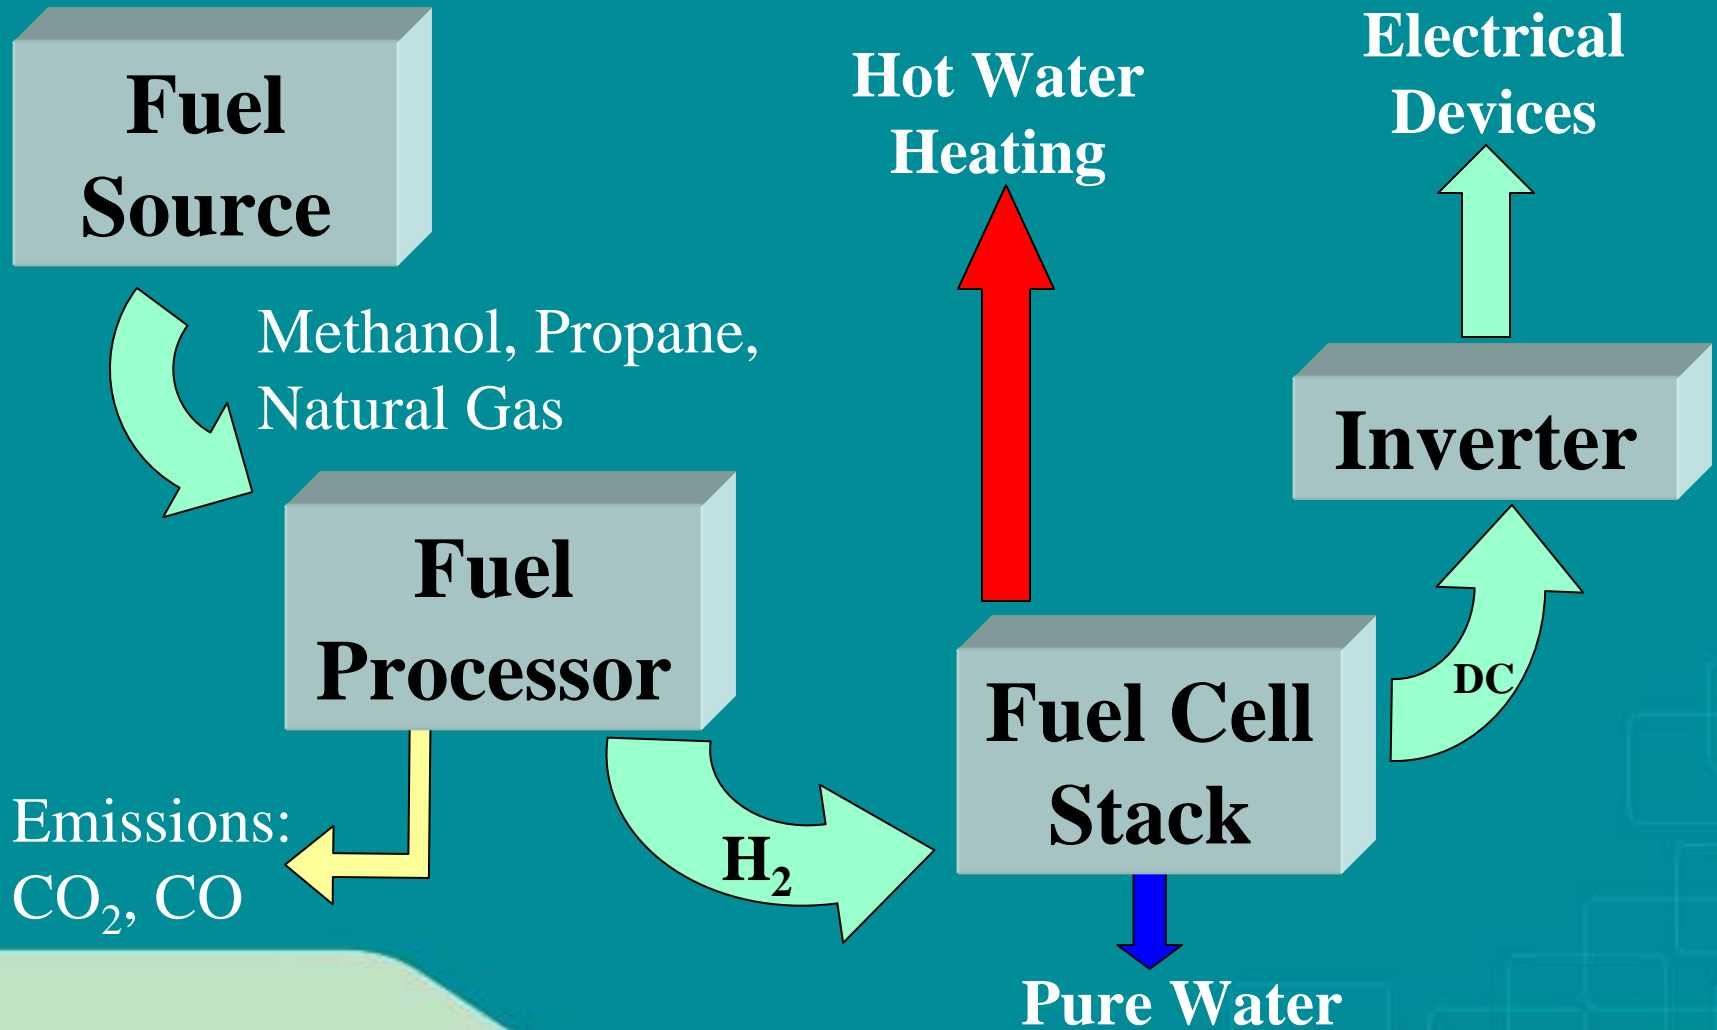 Fuel
Source
Methanol, Propane,
Natural Gas
Fuel
Processor
Emissions:
CO₂, CO
H₂
Hot Water
Heating
Fuel Cell
Stack
Pure Water
DC
Inverter
Electrical
Devices